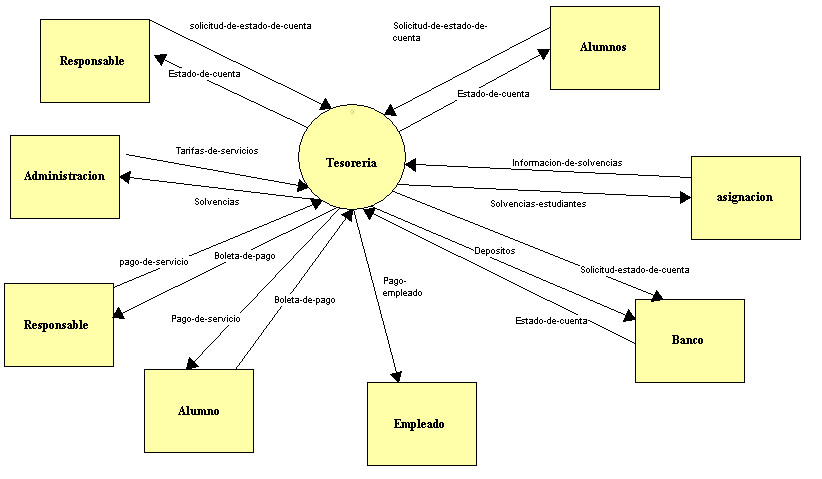 solicitud-de-estado-de-cuenta
Solicitud-de-estado-de-
cuenta
Alumnos
Responsable
Estado-de-cuenta
Estado-de-cuenta
Tesoreria
Tarifas-de-servicios
Informacion-de-solvencias
Administracion
Solvencias
Solvencias-estudiantes
asignacion
pago-de-servicio
Boleta-de-pago
Depositos
Solicitud-estado-de-cuenta
Pago-
empleado
Boleta-de-pago
Pago-de-servicio
Estado-de-cuenta
Responsable
Banco
Alumno
Empleado